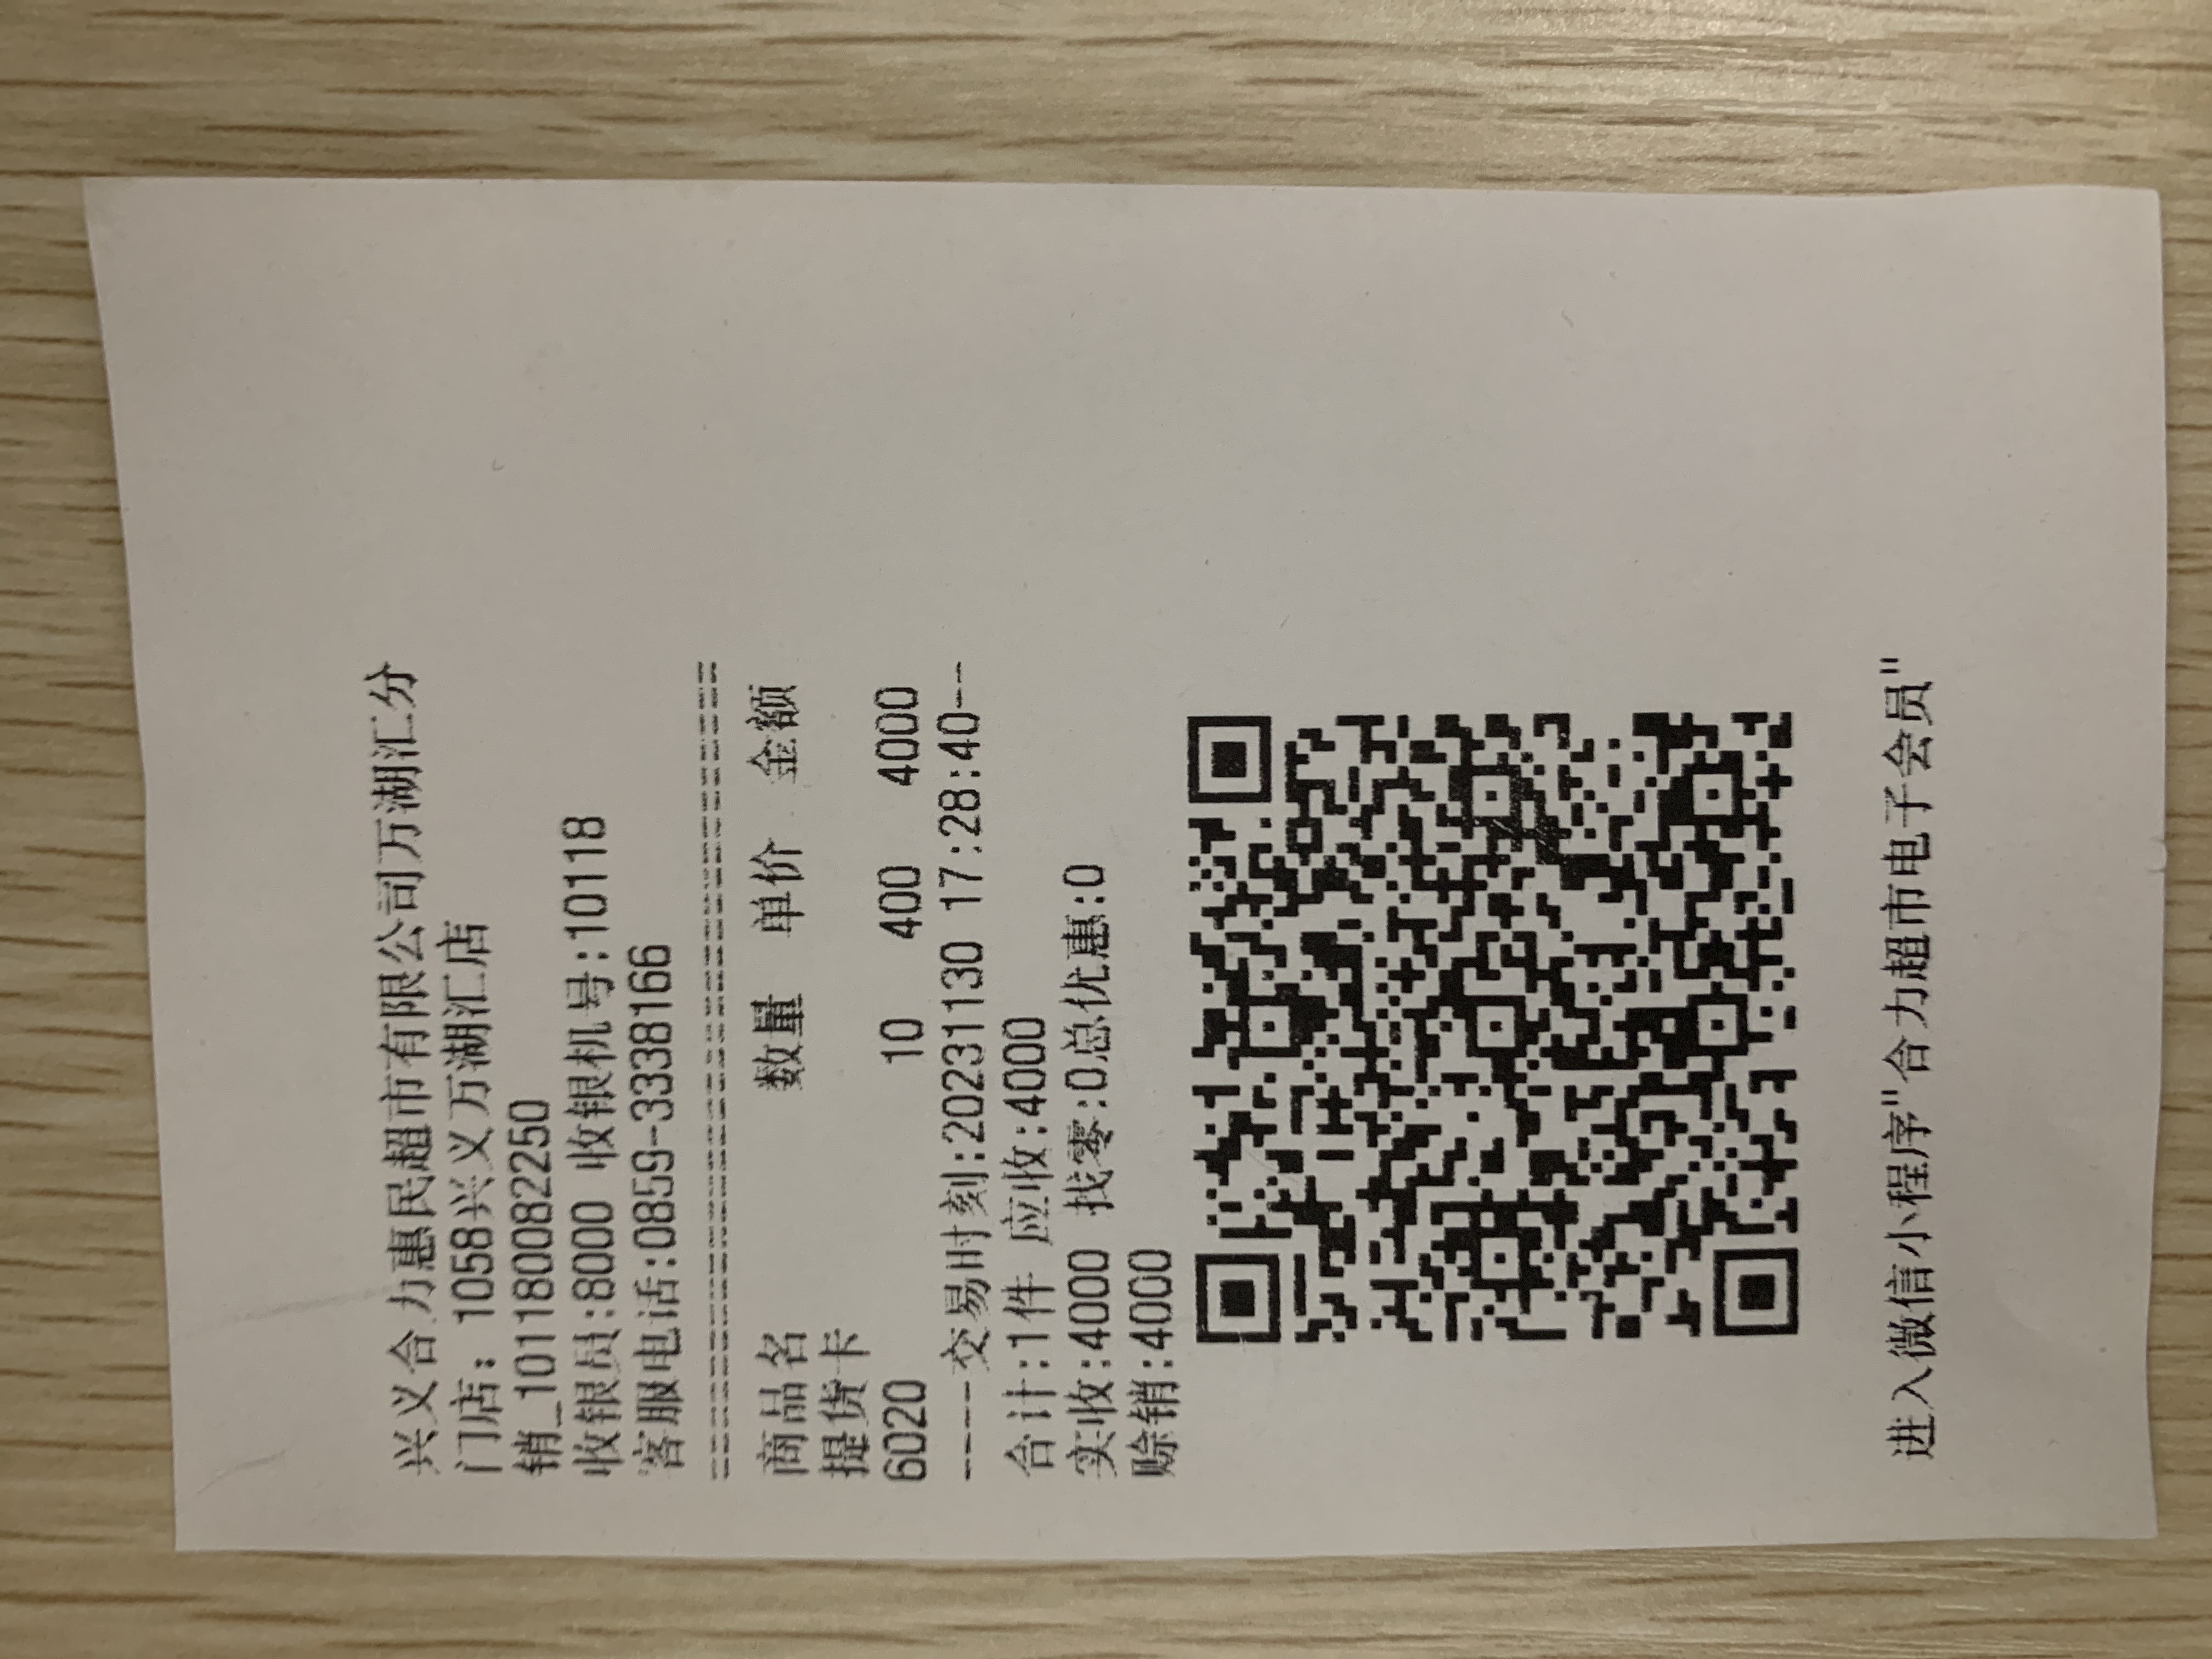 兴义合力惠民超市有限公司万湖汇分
门店：1058兴义万湖汇店
销_101180082250
收银员:8000 收银机号:10118
客服电话:0859-3338166
================================
商品名 数量 单价 金额
提货卡
6020 10 400 4000
----交易时刻:20231130 17:28:40--
合计:1件 应收:4000
实收:4000 找零:0总优惠:0
赊销:4000
进入微信小程序"合力超市电子会员"